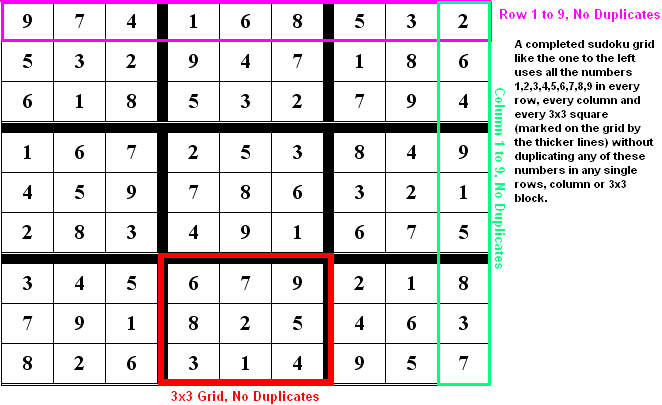 9 7 4 1 6 8 5 3 2
Row 1 to 9, No Duplicates
5 3 2 9 4 7 1 8 6
6 1 8 5 3 2 7 9 4
1 6 7 2 5 3 8 4 9
4 5 9 7 8 6 3 2 1
2 8 3 4 9 1 6 7 5
3 4 5 6 7 9 2 1 8
7 9 1 8 2 5 4 6 3
8 2 6 3 1 4 9 5 7
Column 1 to 9, No Duplicates
3x3 Grid, No Duplicates
A completed sudoku grid
like the one to the left
uses all the numbers
1,2,3,4,5,6,7,8,9 in every
row, every column and
every 3x3 square
(marked on the grid by
the thicker lines) without
duplicating any of these
numbers in any single
rows, column or 3x3
block.